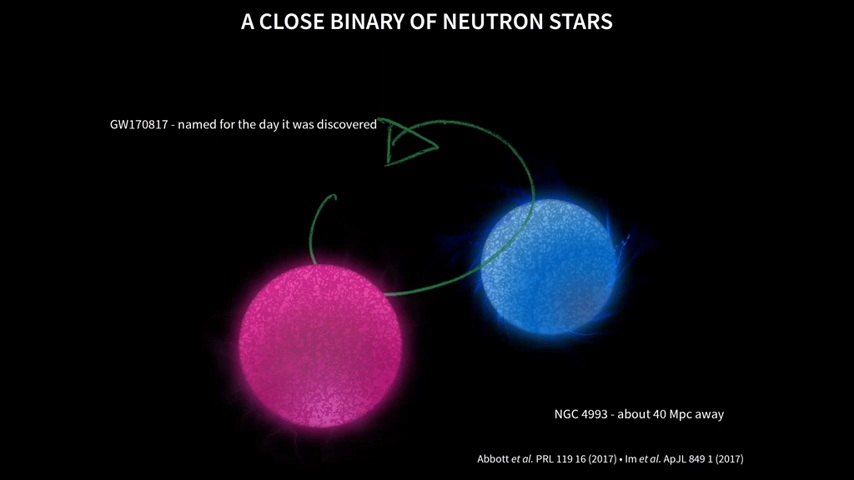 A CLOSE BINARY OF NEUTRON STARS
GW170817 - named for the day it was discovered
NGC 4993 - about 40 Mpc away
Abbott et al. PRL 119 16 (2017) • Im et al. ApJL 849 1 (2017)